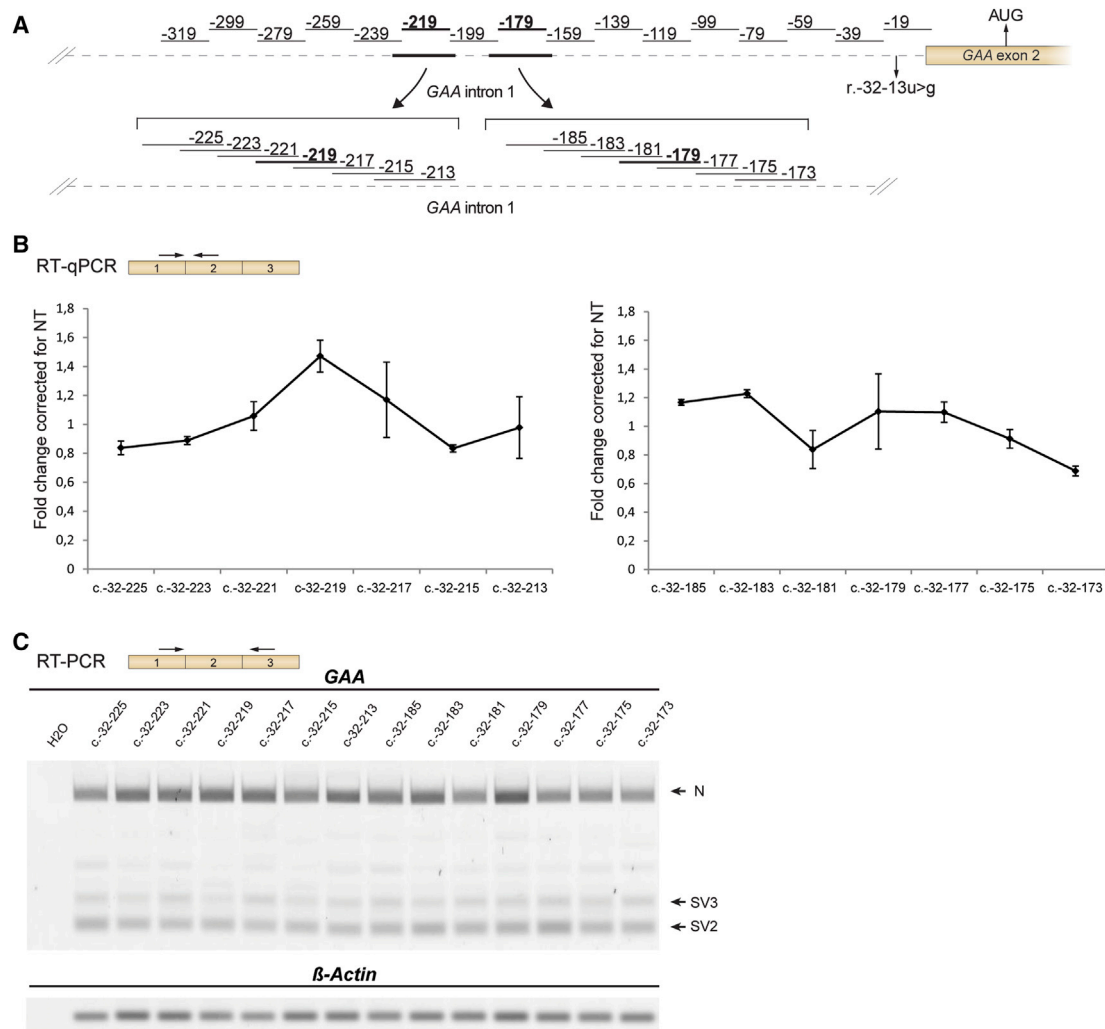 A
-299 -259 -219 -179 -139 -99 -59 -19
-319 -279 -239 -199 -159 -119 -79 -39
AUG
GAA exon 2
GAA intron 1
r.-32-13u>g
-225 -223 -221 -219 -217 -215 -213
-185 -183 -181 -179 -177 -175 -173
GAA intron 1
B
RT-qPCR
1 2 3
Fold change corrected for NT
1,8
1,6
1,4
1,2
1
0,8
0,6
0,4
0,2
0
c.-32-225 c.-32-223 c.-32-221 c.-32-219 c.-32-217 c.-32-215 c.-32-213
Fold change corrected for NT
1,8
1,6
1,4
1,2
1
0,8
0,6
0,4
0,2
0
c.-32-185 c.-32-183 c.-32-181 c.-32-179 c.-32-177 c.-32-175 c.-32-173
C
RT-PCR
1 2 3
GAA
H2O c.-32-225 c.-32-223 c.-32-221 c.-32-219 c.-32-217 c.-32-215 c-32-213 c.-32-185 c.-32-183 c.-32-181 c.-32-179 c.-32-177 c.-32-175 c.-32-173
N
SV3
SV2
ß-Actin